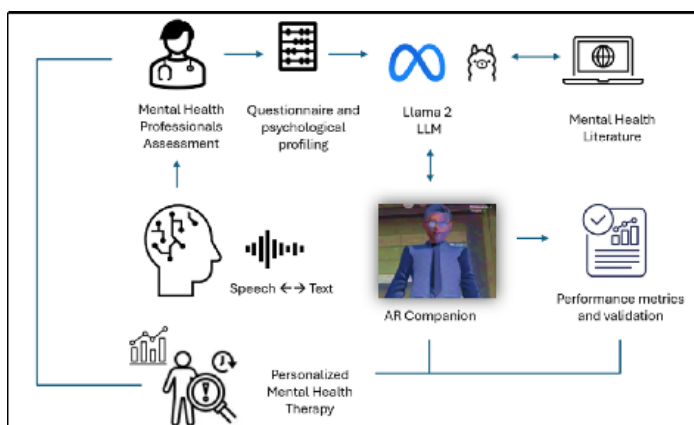 Mental Health
Professionals
Assessment
Questionnaire and
psychological
profiling
Llama 2
LLM
Mental Health
Literature
Speech ←→ Text
AR Companion
Performance metrics
and validation
Personalized
Mental Health
Therapy